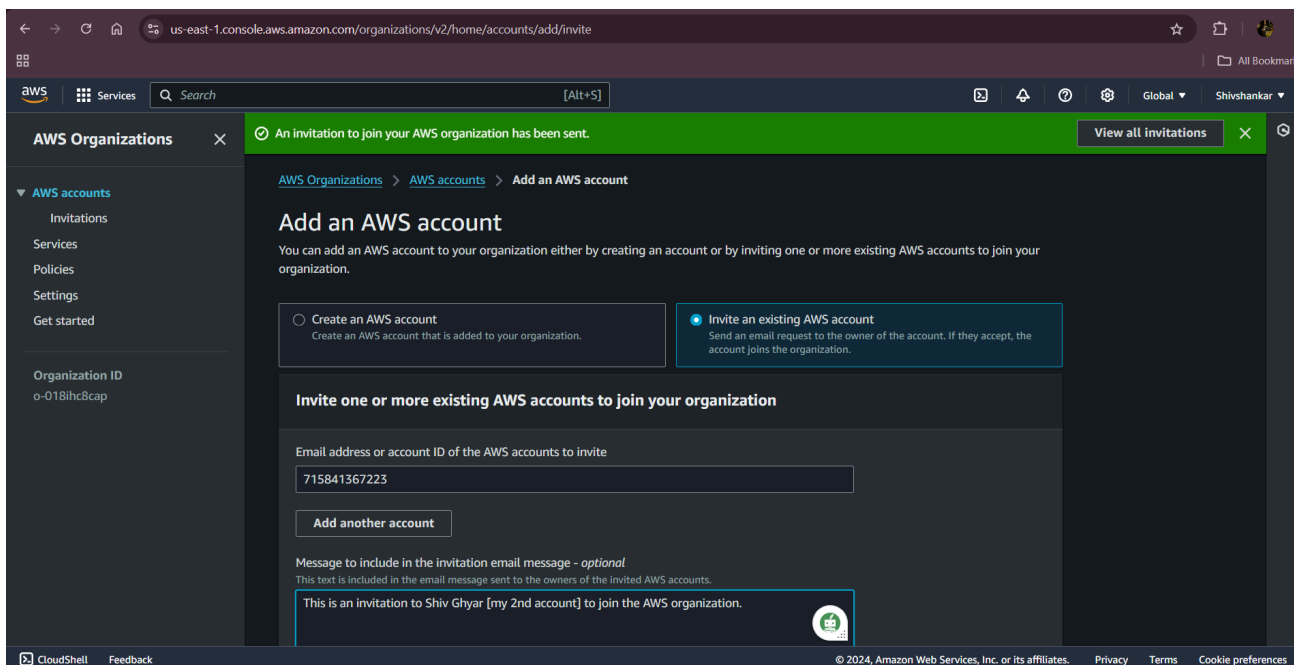 us-east-1.console.aws.amazon.com/organizations/v2/home/accounts/add/invite
All Bookmar
aws
Services
Search
[Alt+S]
Global
Shivshankar
AWS Organizations
An invitation to join your AWS organization has been sent.
View all invitations
AWS accounts
Invitations
Services
Policies
Settings
Get started
Organization ID
o-018ihc8cap
AWS Organizations > AWS accounts > Add an AWS account
Add an AWS account
You can add an AWS account to your organization either by creating an account or by inviting one or more existing AWS accounts to join your
organization.
Create an AWS account
Create an AWS account that is added to your organization.
Invite an existing AWS account
Send an email request to the owner of the account. If they accept, the
account joins the organization.
Invite one or more existing AWS accounts to join your organization
Email address or account ID of the AWS accounts to invite
715841367223
Add another account
Message to include in the invitation email message - optional
This text is included in the email message sent to the owners of the invited AWS accounts.
This is an invitation to Shiv Ghyar [my 2nd account] to join the AWS organization.
CloudShell
Feedback
© 2024, Amazon Web Services, Inc. or its affiliates.
Privacy
Terms
Cookie preferences